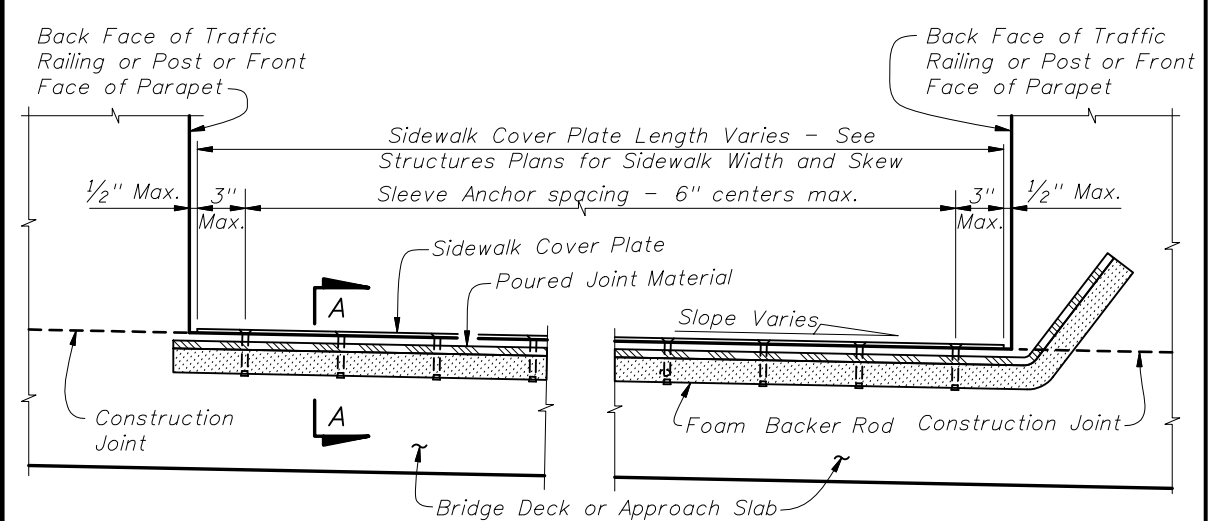 Back Face of Traffic
Railing or Post or Front
Face of Parapet
Back Face of Traffic
Railing or Post or Front
Face of Parapet
Sidewalk Cover Plate Length Varies - See
Structures Plans for Sidewalk Width and Skew
1/2" Max.
3"
Max.
Sleeve Anchor spacing - 6" centers max.
3"
Max.
1/2" Max.
Sidewalk Cover Plate
Poured Joint Material
A
Slope Varies
A
Construction
Joint
Foam Backer Rod
Construction Joint
Bridge Deck or Approach Slab